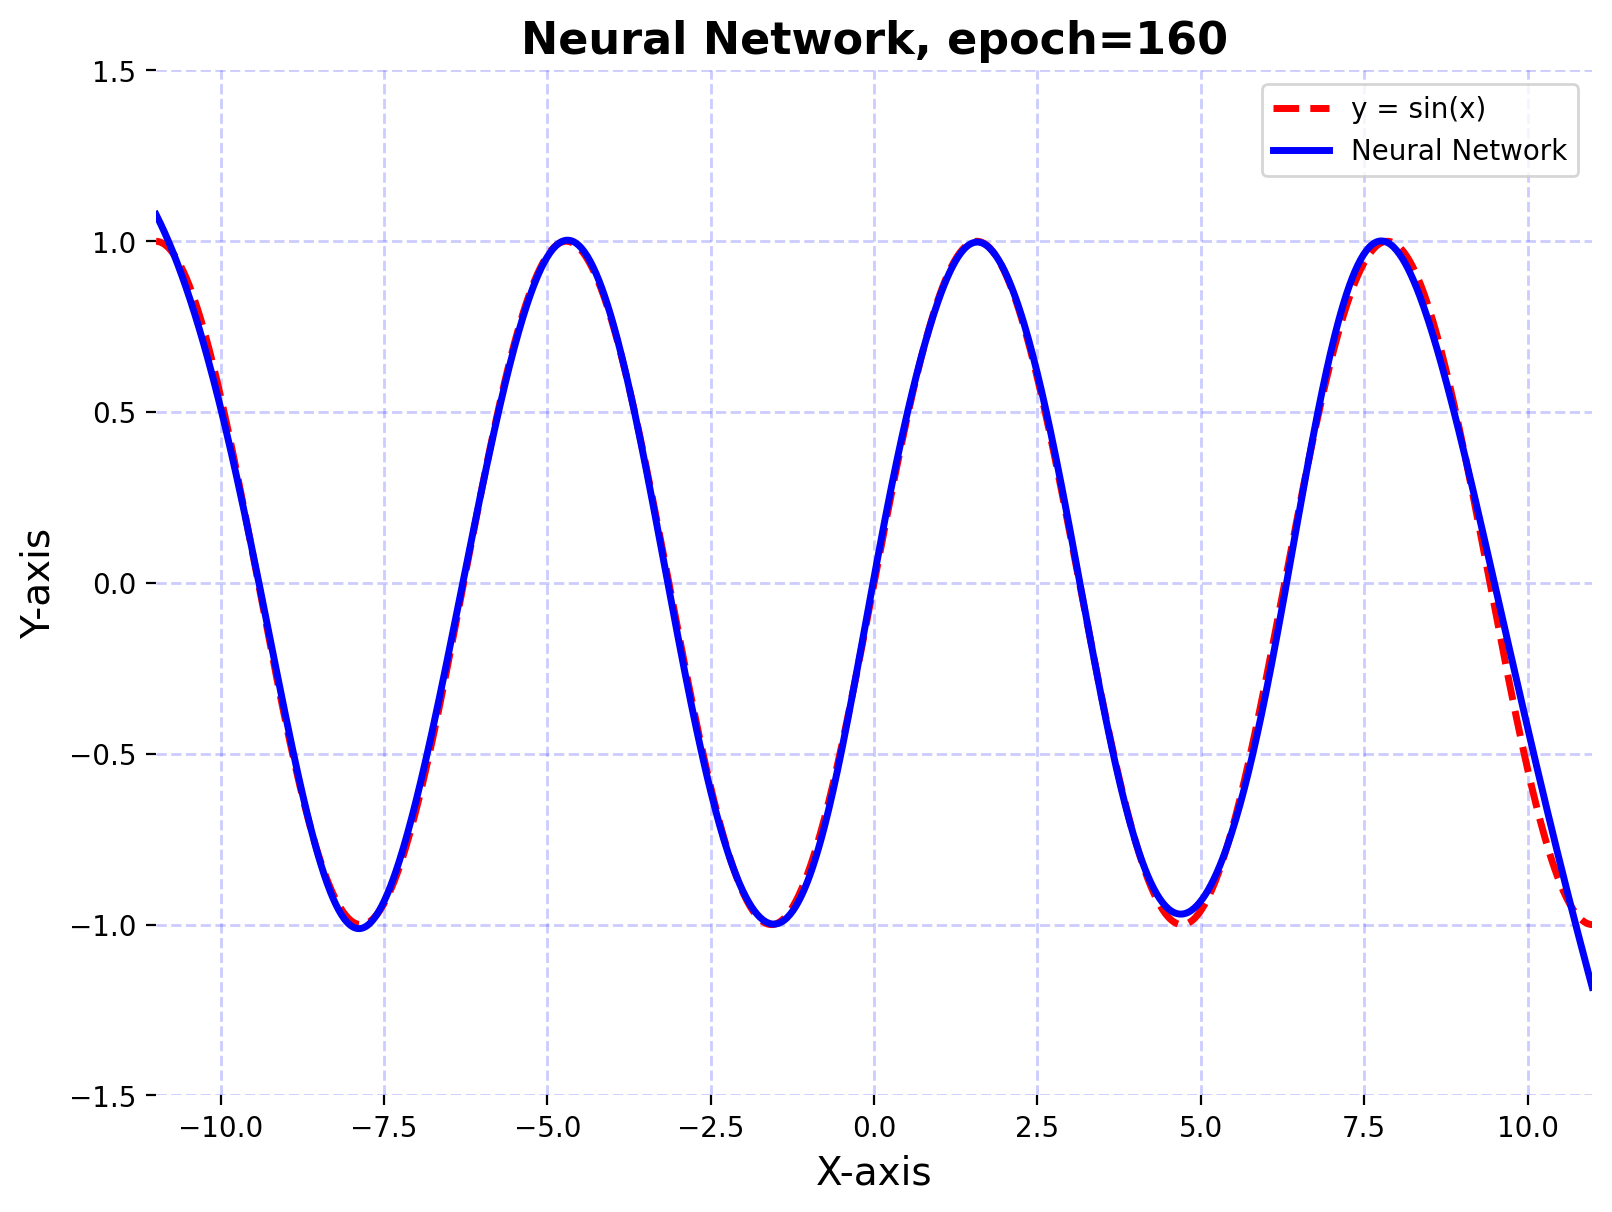 Neural Network, epoch=160
y = sin(x)
Neural Network
1.5
1.0
0.5
0.0
−0.5
−1.0
−1.5
Y-axis
−10.0 −7.5 −5.0 −2.5 0.0 2.5 5.0 7.5 10.0
X-axis